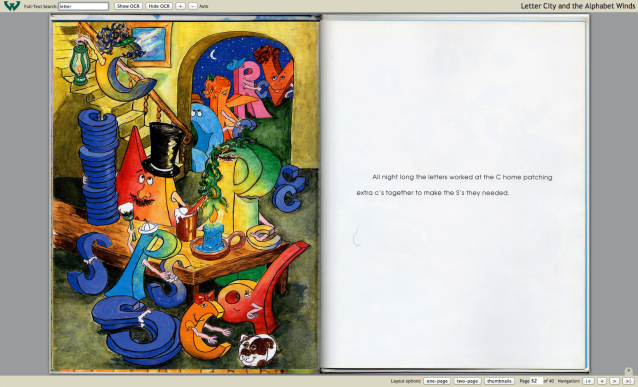 Full-Text Search: letter Show OCR Hide OCR + - Auto
Letter City and the Alphabet Winds
All night long the letters worked at the C home patching
extra c's together to make the S's they needed.
Layout options: one-page two-page thumbnails Page 32 of 40 Navigation: |< < > >|